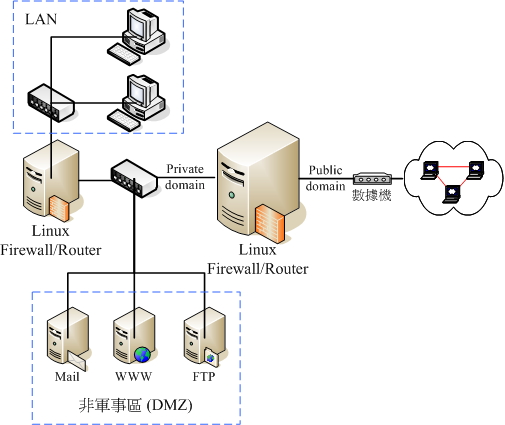 LAN
Private
domain
Public
domain
數據機
Linux
Firewall/Router
Linux
Firewall/Router
Mail
WWW
FTP
非軍事區 (DMZ)